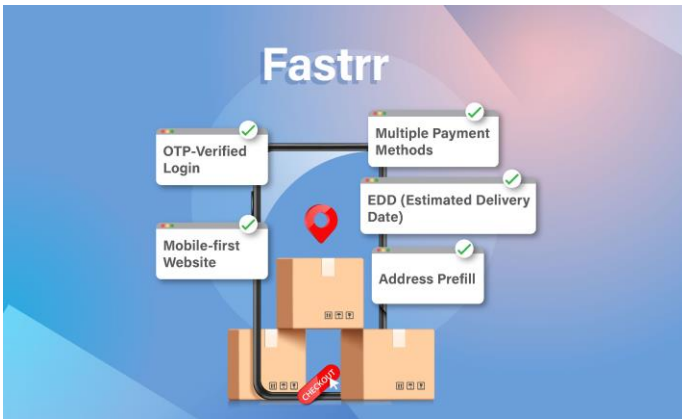 Fastrr
OTP-Verified
Login
Multiple Payment
Methods
EDD (Estimated Delivery
Date)
Mobile-first
Website
Address Prefill
CHECKOUT